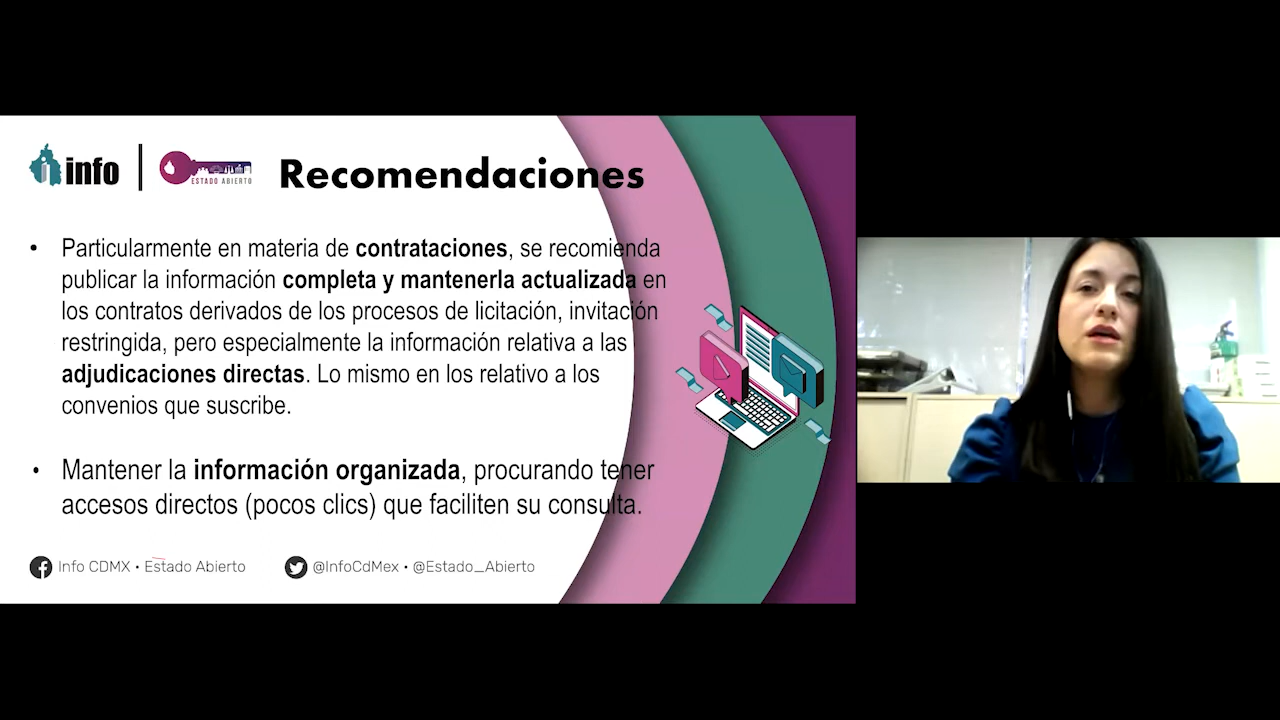 info
ESTADO ABIERTO
Recomendaciones
• Particularmente en materia de contrataciones, se recomienda
publicar la información completa y mantenerla actualizada en
los contratos derivados de los procesos de licitación, invitación
restringida, pero especialmente la información relativa a las
adjudicaciones directas. Lo mismo en los relativo a los
convenios que suscribe.
• Mantener la información organizada, procurando tener
accesos directos (pocos clics) que faciliten su consulta.
Info CDMX • Estado Abierto
@InfoCdMex • @Estado_Abierto